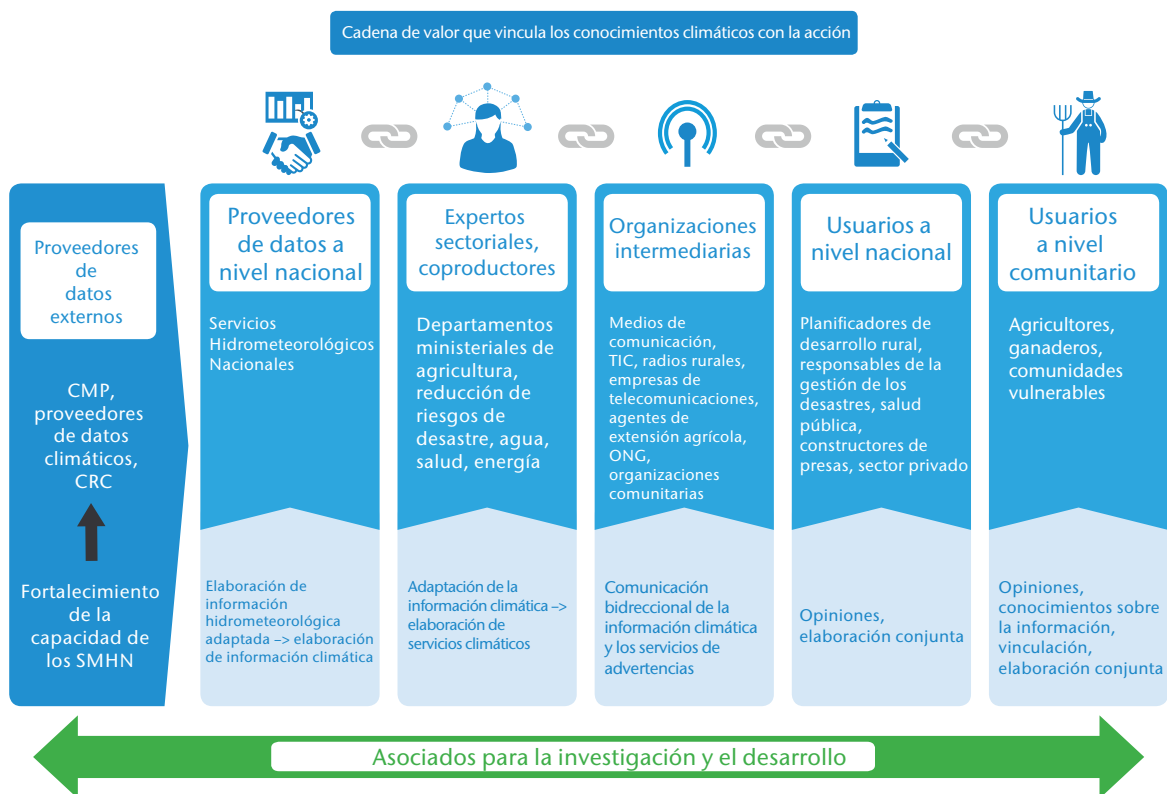 Cadena de valor que vincula los conocimientos climáticos con la acción
Proveedores
de
datos
externos
CMP,
proveedores
de datos
climáticos,
CRC
Fortalecimiento
de la
capacidad de
los SMHN
Proveedores
de datos a
nivel nacional
Servicios
Hidrometeorológicos
Nacionales
Elaboración de
información
hidrometeorológica
adaptada –> elaboración
de información climática
Expertos
sectoriales,
coproductores
Departamentos
ministeriales de
agricultura,
reducción de
riesgos de
desastre, agua,
salud, energía
Adaptación de la
información climática –>
elaboración de
servicios climáticos
Organizaciones
intermediarias
Medios de
comunicación,
TIC, radios rurales,
empresas de
telecomunicaciones,
agentes de
extensión agrícola,
ONG,
organizaciones
comunitarias
Comunicación
bidreccional de la
información climática
y los servicios de
advertencias
Usuarios a
nivel nacional
Planificadores de
desarrollo rural,
responsables de la
gestión de los
desastres, salud
pública,
constructores de
presas, sector privado
Opiniones,
elaboración conjunta
Usuarios
a nivel
comunitario
Agricultores,
ganaderos,
comunidades
vulnerables
Opiniones,
conocimientos sobre
la información,
vinculación,
elaboración conjunta
Asociados para la investigación y el desarrollo